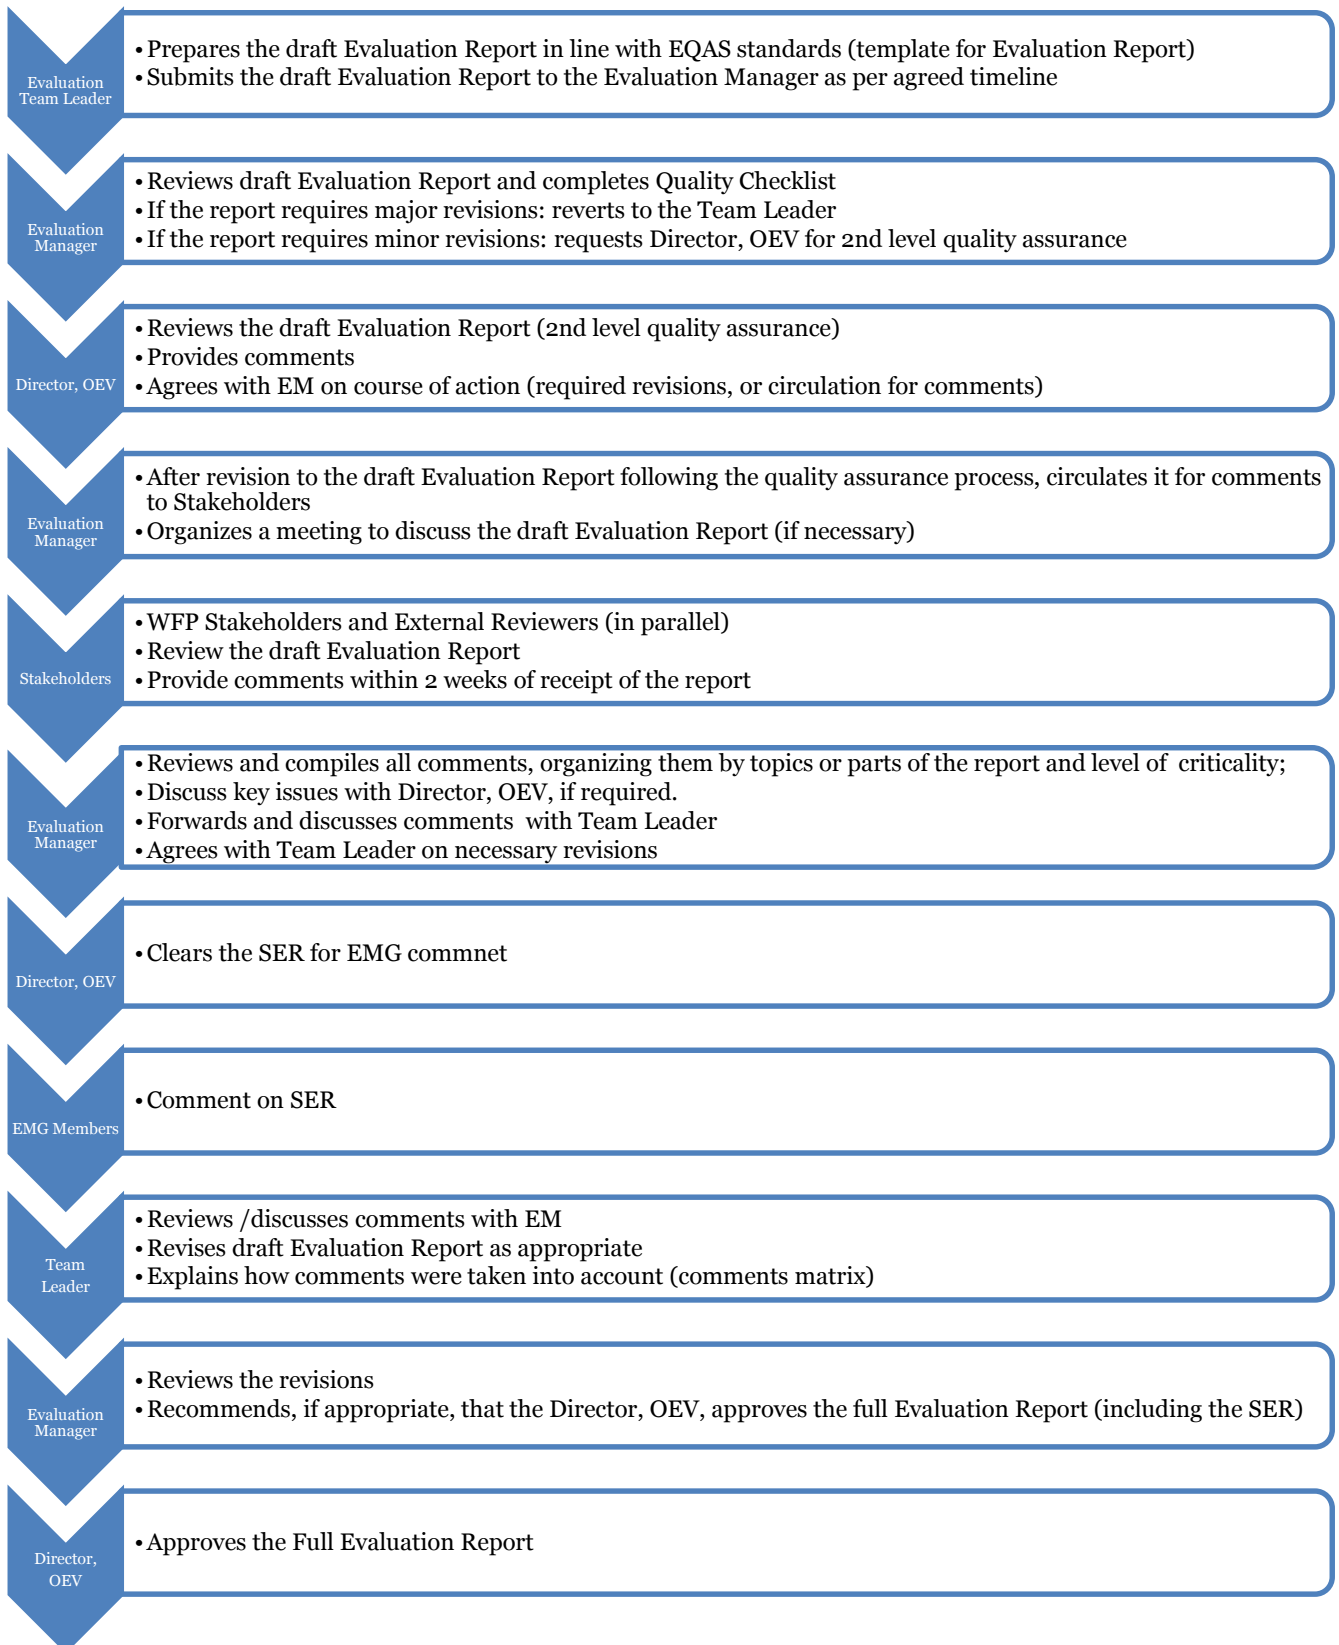 Evaluation
Team Leader
•Prepares the draft Evaluation Report in line with EQAS standards (template for Evaluation Report)
•Submits the draft Evaluation Report to the Evaluation Manager as per agreed timeline
Evaluation
Manager
•Reviews draft Evaluation Report and completes Quality Checklist
•If the report requires major revisions: reverts to the Team Leader
•If the report requires minor revisions: requests Director, OEV for 2nd level quality assurance
Director, OEV
•Reviews the draft Evaluation Report (2nd level quality assurance)
•Provides comments
•Agrees with EM on course of action (required revisions, or circulation for comments)
Evaluation
Manager
•After revision to the draft Evaluation Report following the quality assurance process, circulates it for comments
to Stakeholders
•Organizes a meeting to discuss the draft Evaluation Report (if necessary)
Stakeholders
•WFP Stakeholders and External Reviewers (in parallel)
•Review the draft Evaluation Report
•Provide comments within 2 weeks of receipt of the report
Evaluation
Manager
•Reviews and compiles all comments, organizing them by topics or parts of the report and level of criticality;
•Discuss key issues with Director, OEV, if required.
•Forwards and discusses comments with Team Leader
•Agrees with Team Leader on necessary revisions
Director, OEV
•Clears the SER for EMG commnet
EMG Members
•Comment on SER
Team
Leader
•Reviews /discusses comments with EM
•Revises draft Evaluation Report as appropriate
•Explains how comments were taken into account (comments matrix)
Evaluation
Manager
•Reviews the revisions
•Recommends, if appropriate, that the Director, OEV, approves the full Evaluation Report (including the SER)
Director,
OEV
•Approves the Full Evaluation Report